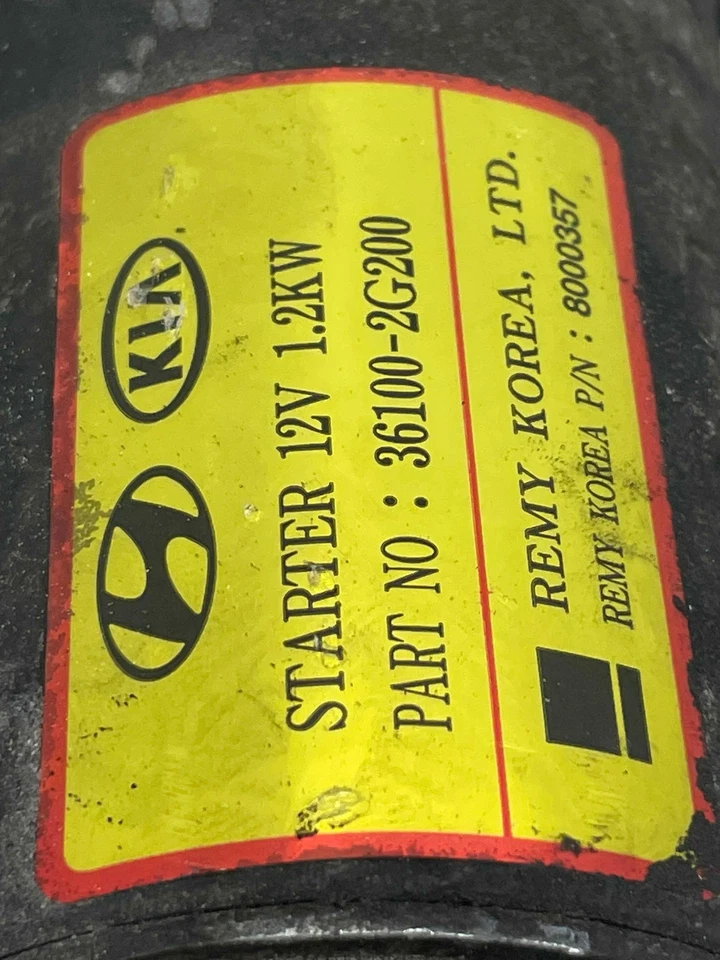 KIA
STARTER 12V 1.2KW
PART NO : 36100-2G200
REMY KOREA, LTD.
REMY KOREA P/N : 8000357